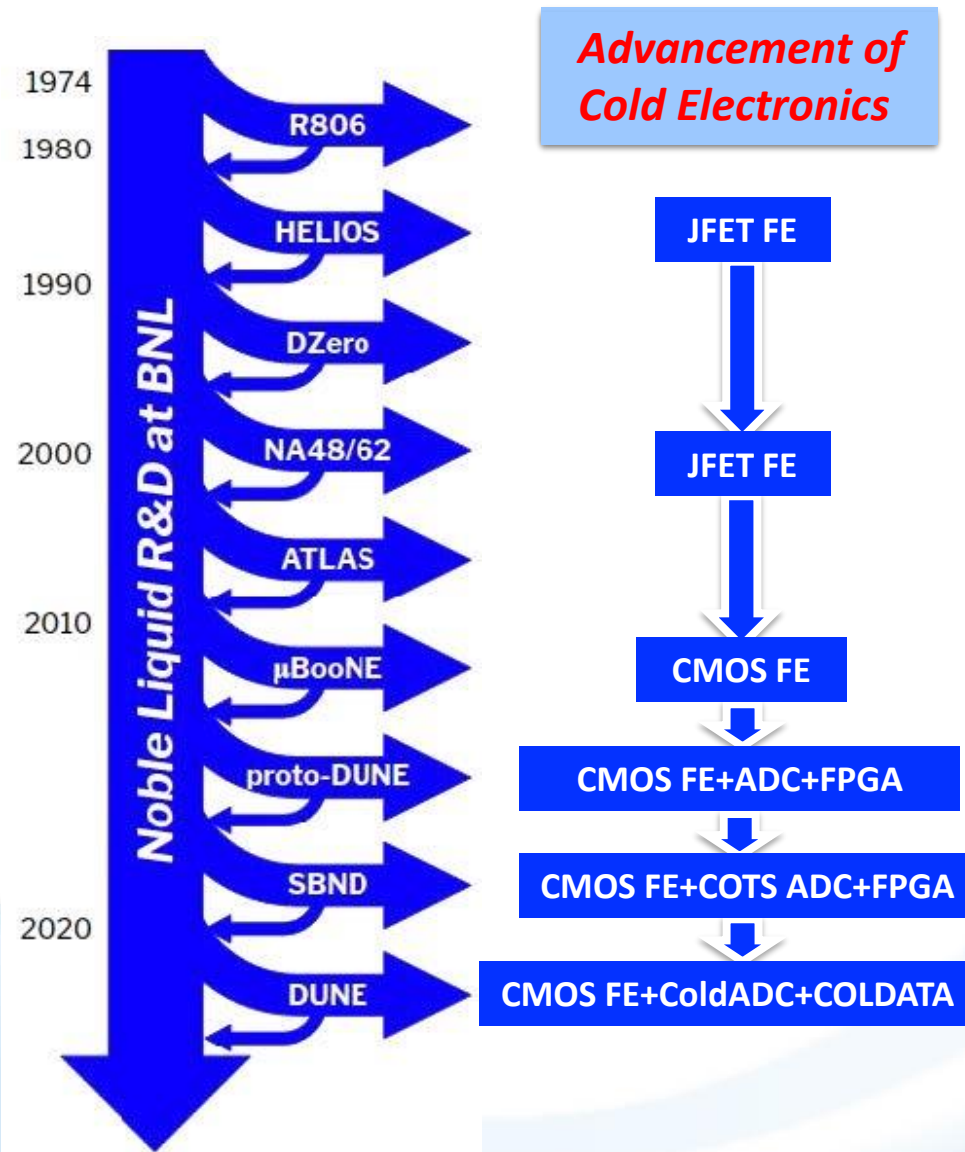 Advancement of
Cold Electronics
1974
R806
1980
HELIOS
JFET FE
1990
DZero
NA48/62
JFET FE
2000
ATLAS
2010
µBooNE
CMOS FE
proto-DUNE
CMOS FE+ADC+FPGA
SBND
CMOS FE+COTS ADC+FPGA
2020
DUNE
CMOS FE+ColdADC+COLDATA
Noble Liquid R&D at BNL